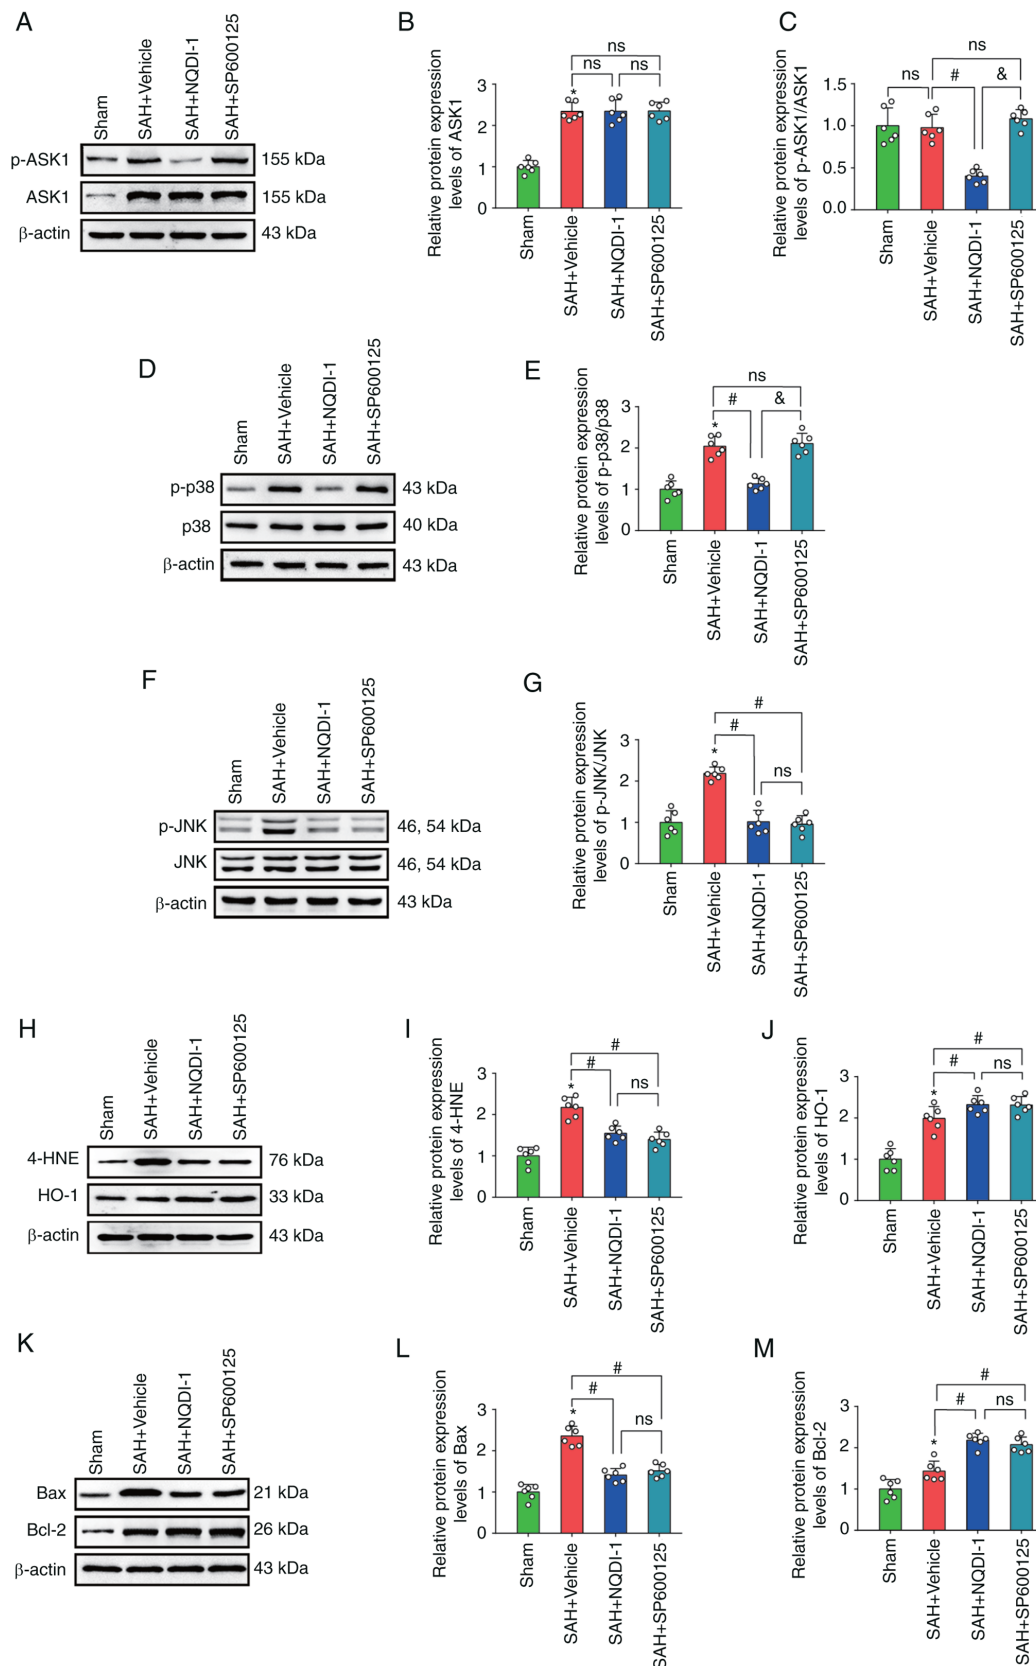 A
Sham
SAH+Vehicle
SAH+NQDI-1
SAH+SP600125
p-ASK1
155 kDa
ASK1
155 kDa
β-actin
43 kDa
B
Relative protein expression
levels of ASK1
ns
ns
ns
*
3
2
1
0
Sham
SAH+Vehicle
SAH+NQDI-1
SAH+SP600125
C
Relative protein expression
levels of p-ASK1/ASK1
ns
ns
#
&
1.5
1.0
0.5
0.0
Sham
SAH+Vehicle
SAH+NQDI-1
SAH+SP600125
D
Sham
SAH+Vehicle
SAH+NQDI-1
SAH+SP600125
p-p38
43 kDa
p38
40 kDa
β-actin
43 kDa
E
Relative protein expression
levels of p-p38/p38
ns
#
&
*
3
2
1
0
Sham
SAH+Vehicle
SAH+NQDI-1
SAH+SP600125
F
Sham
SAH+Vehicle
SAH+NQDI-1
SAH+SP600125
p-JNK
46, 54 kDa
JNK
46, 54 kDa
β-actin
43 kDa
G
Relative protein expression
levels of p-JNK/JNK
#
#
ns
*
3
2
1
0
Sham
SAH+Vehicle
SAH+NQDI-1
SAH+SP600125
H
Sham
SAH+Vehicle
SAH+NQDI-1
SAH+SP600125
4-HNE
76 kDa
HO-1
33 kDa
β-actin
43 kDa
I
Relative protein expression
levels of 4-HNE
#
#
ns
*
3
2
1
0
Sham
SAH+Vehicle
SAH+NQDI-1
SAH+SP600125
J
Relative protein expression
levels of HO-1
#
#
ns
*
3
2
1
0
Sham
SAH+Vehicle
SAH+NQDI-1
SAH+SP600125
K
Sham
SAH+Vehicle
SAH+NQDI-1
SAH+SP600125
Bax
21 kDa
Bcl-2
26 kDa
β-actin
43 kDa
L
Relative protein expression
levels of Bax
#
#
ns
*
3
2
1
0
Sham
SAH+Vehicle
SAH+NQDI-1
SAH+SP600125
M
Relative protein expression
levels of Bcl-2
#
#
ns
*
3
2
1
0
Sham
SAH+Vehicle
SAH+NQDI-1
SAH+SP600125